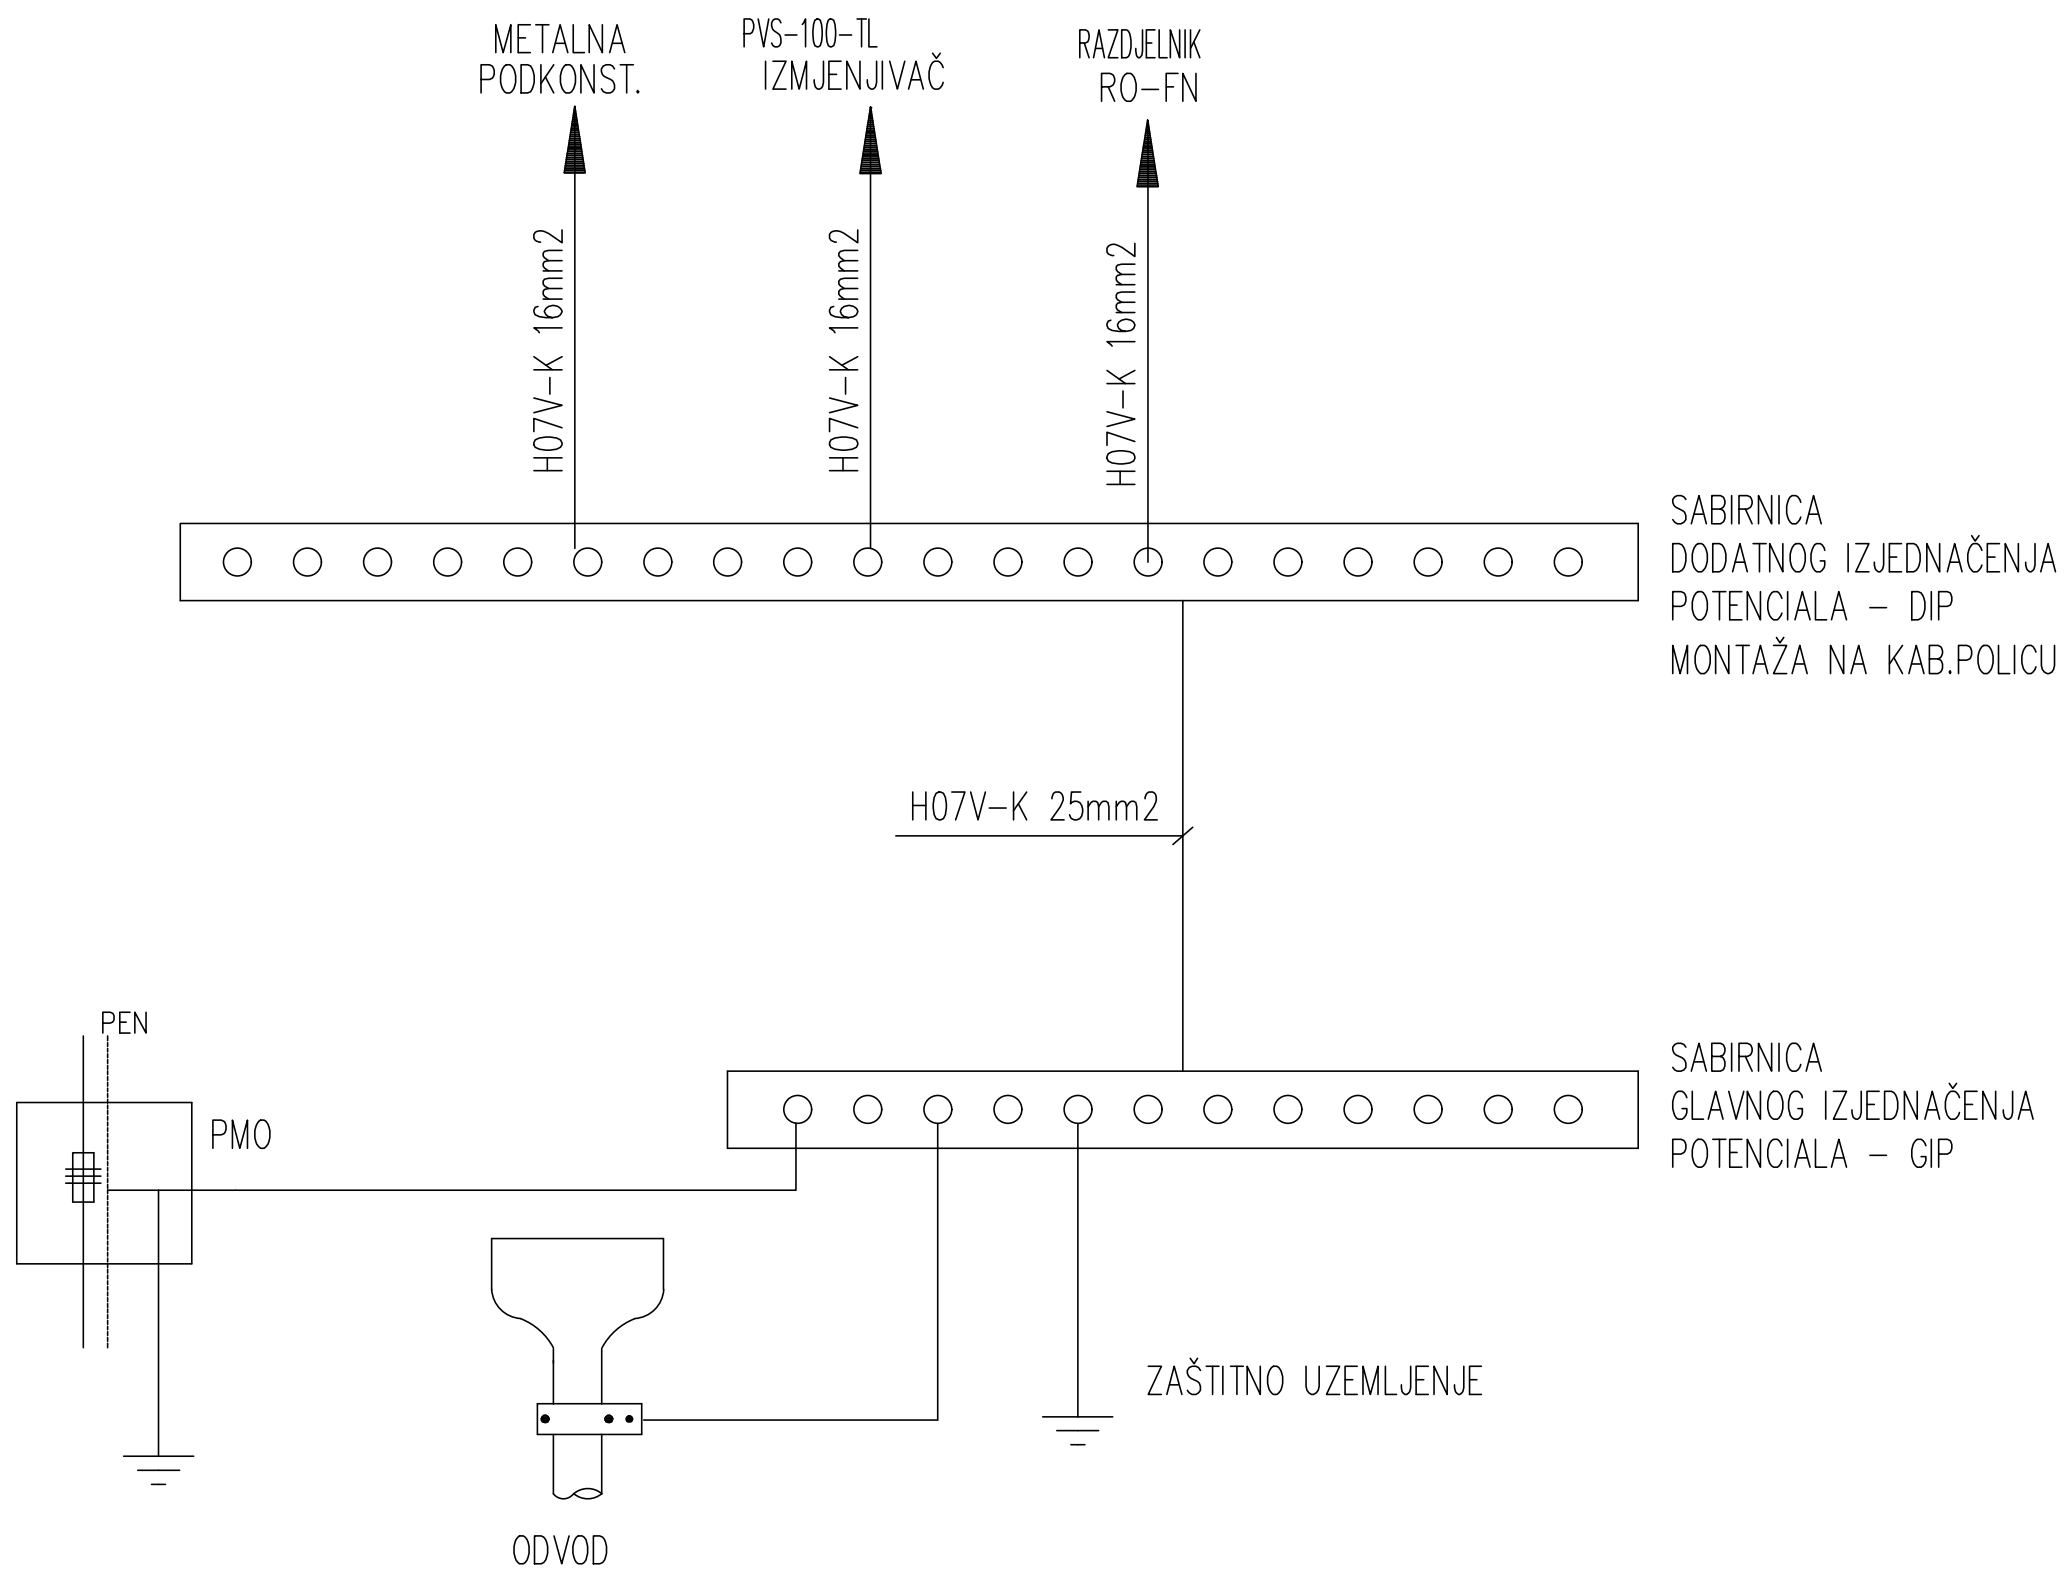 METALNA
PODKONST.
PVS-100-TL
IZMJENJIVAČ
RAZDJELNIK
RO-FN
H07V-K 16mm2
H07V-K 16mm2
H07V-K 16mm2
SABIRNICA
DODATNOG IZJEDNAČENJA
POTENCIALA - DIP
MONTAŽA NA KAB.POLICU
H07V-K 25mm2
PEN
PMO
SABIRNICA
GLAVNOG IZJEDNAČENJA
POTENCIALA - GIP
ZAŠTITNO UZEMLJENJE
ODVOD